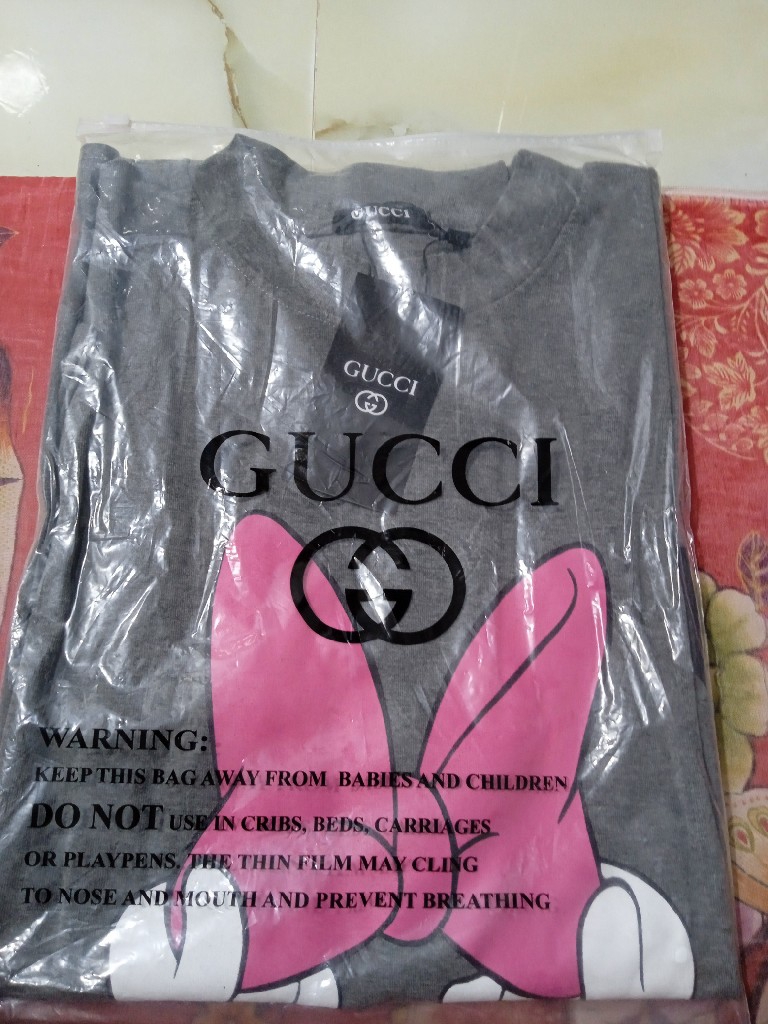 GUCCI
GUCCI
GUCCI
WARNING:
KEEP THIS BAG AWAY FROM BABIES AND CHILDREN
DO NOT USE IN CRIBS, BEDS, CARRIAGES
OR PLAYPENS. THE THIN FILM MAY CLING
TO NOSE AND MOUTH AND PREVENT BREATHING